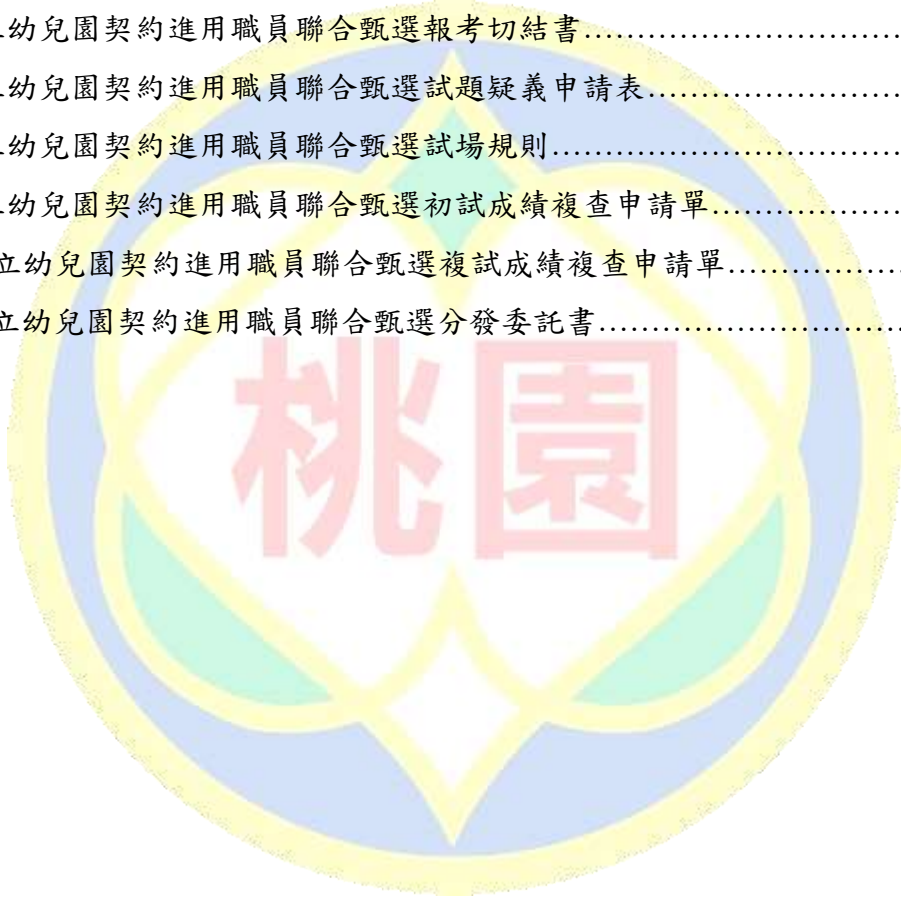 幼兒園契約進用職員聯合甄選報考切結書
幼兒園契約進用職員聯合甄選試題疑義申請表
幼兒園契約進用職員聯合甄選試場規則
幼兒園契約進用職員聯合甄選初試成績複查申請單
立幼兒園契約進用職員聯合甄選複試成績複查申請單
立幼兒園契約進用職員聯合甄選分發委託書
桃園